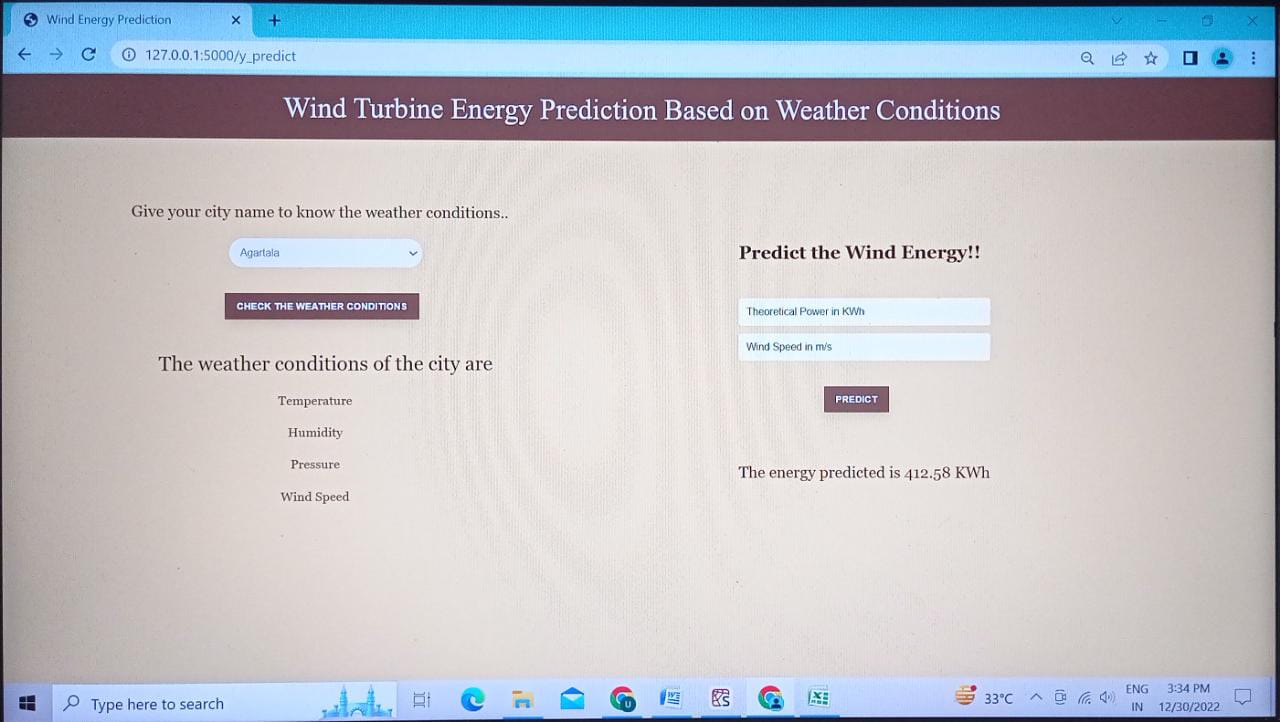 Wind Energy Prediction
127.0.0.1:5000/y_predict
Wind Turbine Energy Prediction Based on Weather Conditions
Give your city name to know the weather conditions..
Agartala
CHECK THE WEATHER CONDITIONS
The weather conditions of the city are
Temperature
Humidity
Pressure
Wind Speed
Predict the Wind Energy!!
Theoretical Power in KWh
Wind Speed in m/s
PREDICT
The energy predicted is 412.58 KWh
Type here to search
33°C
ENG
IN
3:34 PM
12/30/2022